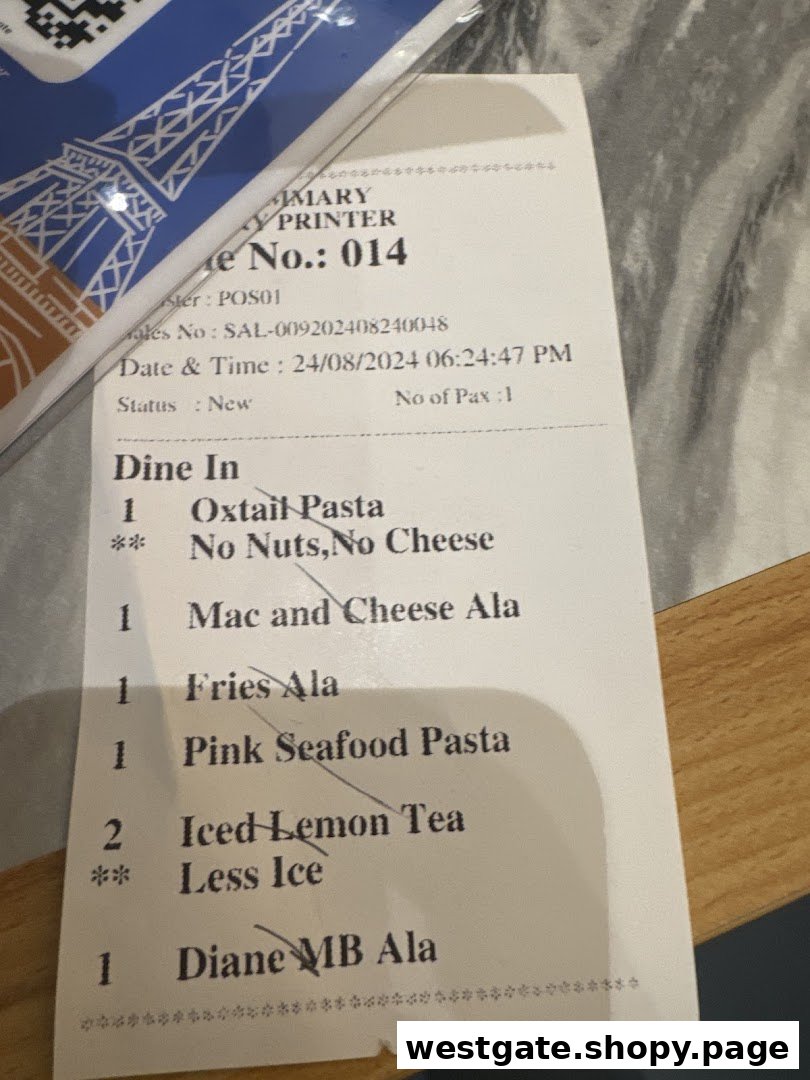 PRINTER
No.: 014
: POS01
Sales No : SAL-009202408240048
Date & Time : 24/08/2024 06:24:47 PM
Status : New No of Pax :1
Dine In
1 Oxtail Pasta
** No Nuts,No Cheese
1 Mac and Cheese Ala
1 Fries Ala
1 Pink Seafood Pasta
2 Iced Lemon Tea
** Less Ice
1 Diane MB Ala
westgate.shopy.page